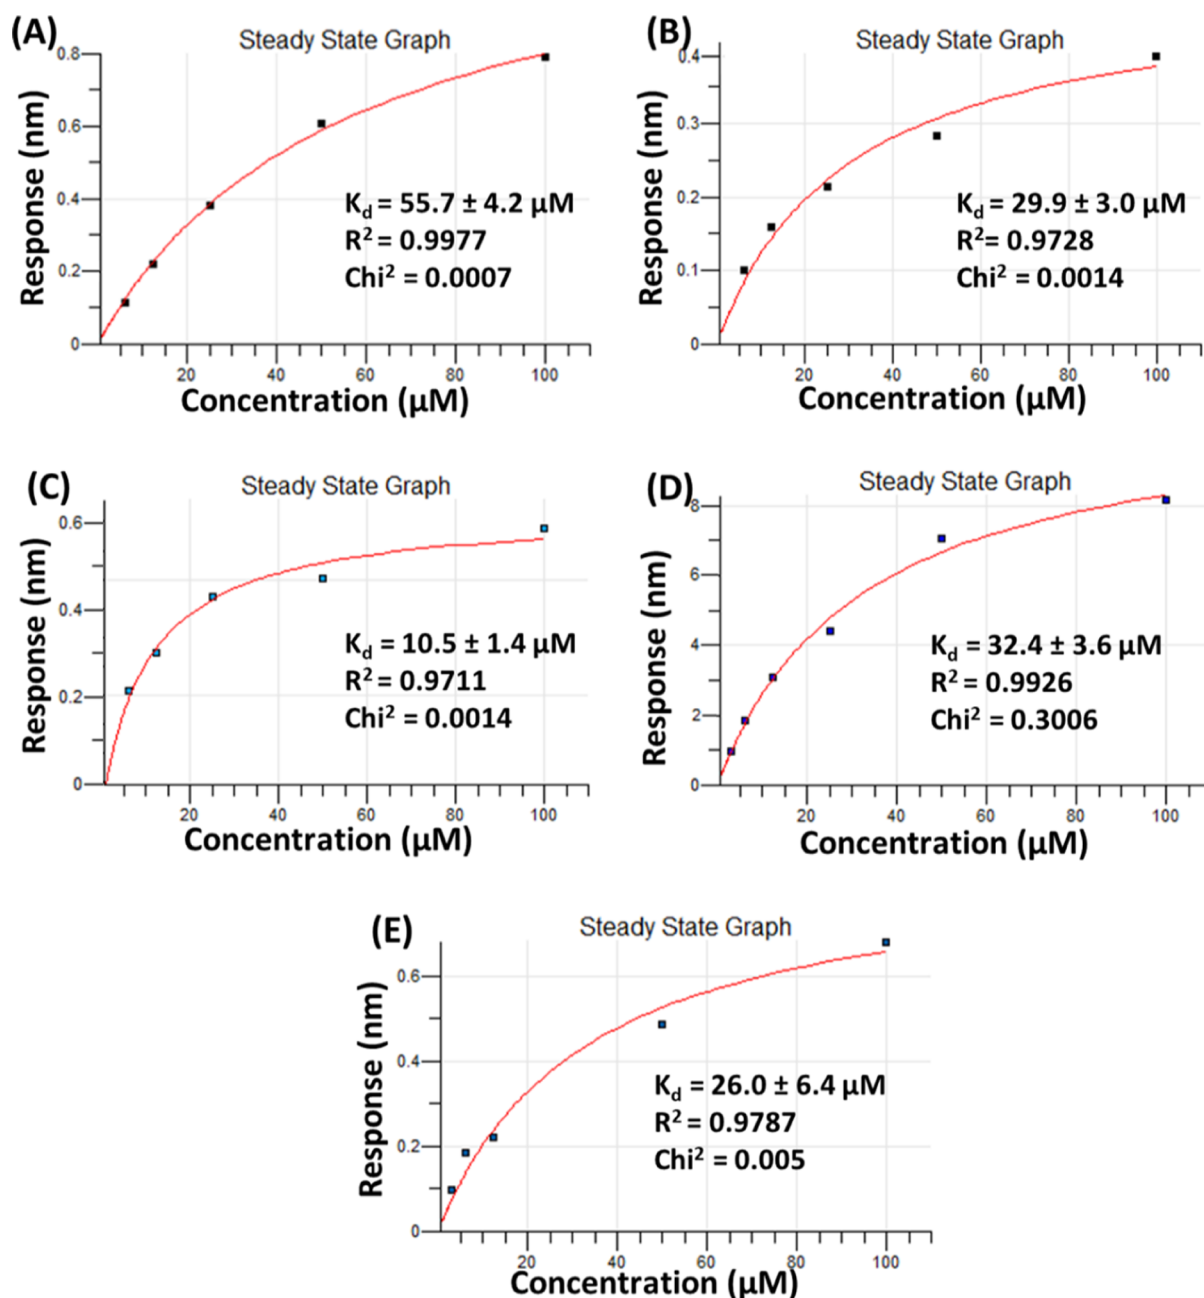 (A)
Steady State Graph
Response (nm)
0.8
0.6
0.4
0.2
0
K_d = 55.7 ± 4.2 µM
R² = 0.9977
Chi² = 0.0007
20 40 60 80 100
Concentration (µM)
(B)
Steady State Graph
Response (nm)
0.4
0.3
0.2
0.1
0
K_d = 29.9 ± 3.0 µM
R²= 0.9728
Chi² = 0.0014
20 40 60 80 100
Concentration (µM)
(C)
Steady State Graph
Response (nm)
0.6
0.4
0.2
0
K_d = 10.5 ± 1.4 µM
R² = 0.9711
Chi² = 0.0014
20 40 60 80 100
Concentration (µM)
(D)
Steady State Graph
Response (nm)
8
6
4
2
0
K_d = 32.4 ± 3.6 µM
R² = 0.9926
Chi² = 0.3006
20 40 60 80 100
Concentration (µM)
(E)
Steady State Graph
Response (nm)
0.6
0.4
0.2
0
K_d = 26.0 ± 6.4 µM
R² = 0.9787
Chi² = 0.005
20 40 60 80 100
Concentration (µM)